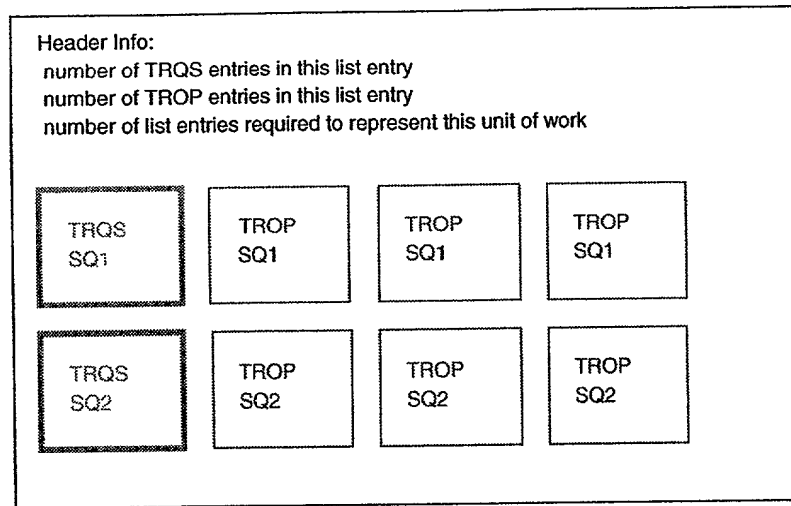 Header Info:
number of TRQS entries in this list entry
number of TROP entries in this list entry
number of list entries required to represent this unit of work
TRQS
SQ1
TROP
SQ1
TROP
SQ1
TROP
SQ1
TRQS
SQ2
TROP
SQ2
TROP
SQ2
TROP
SQ2